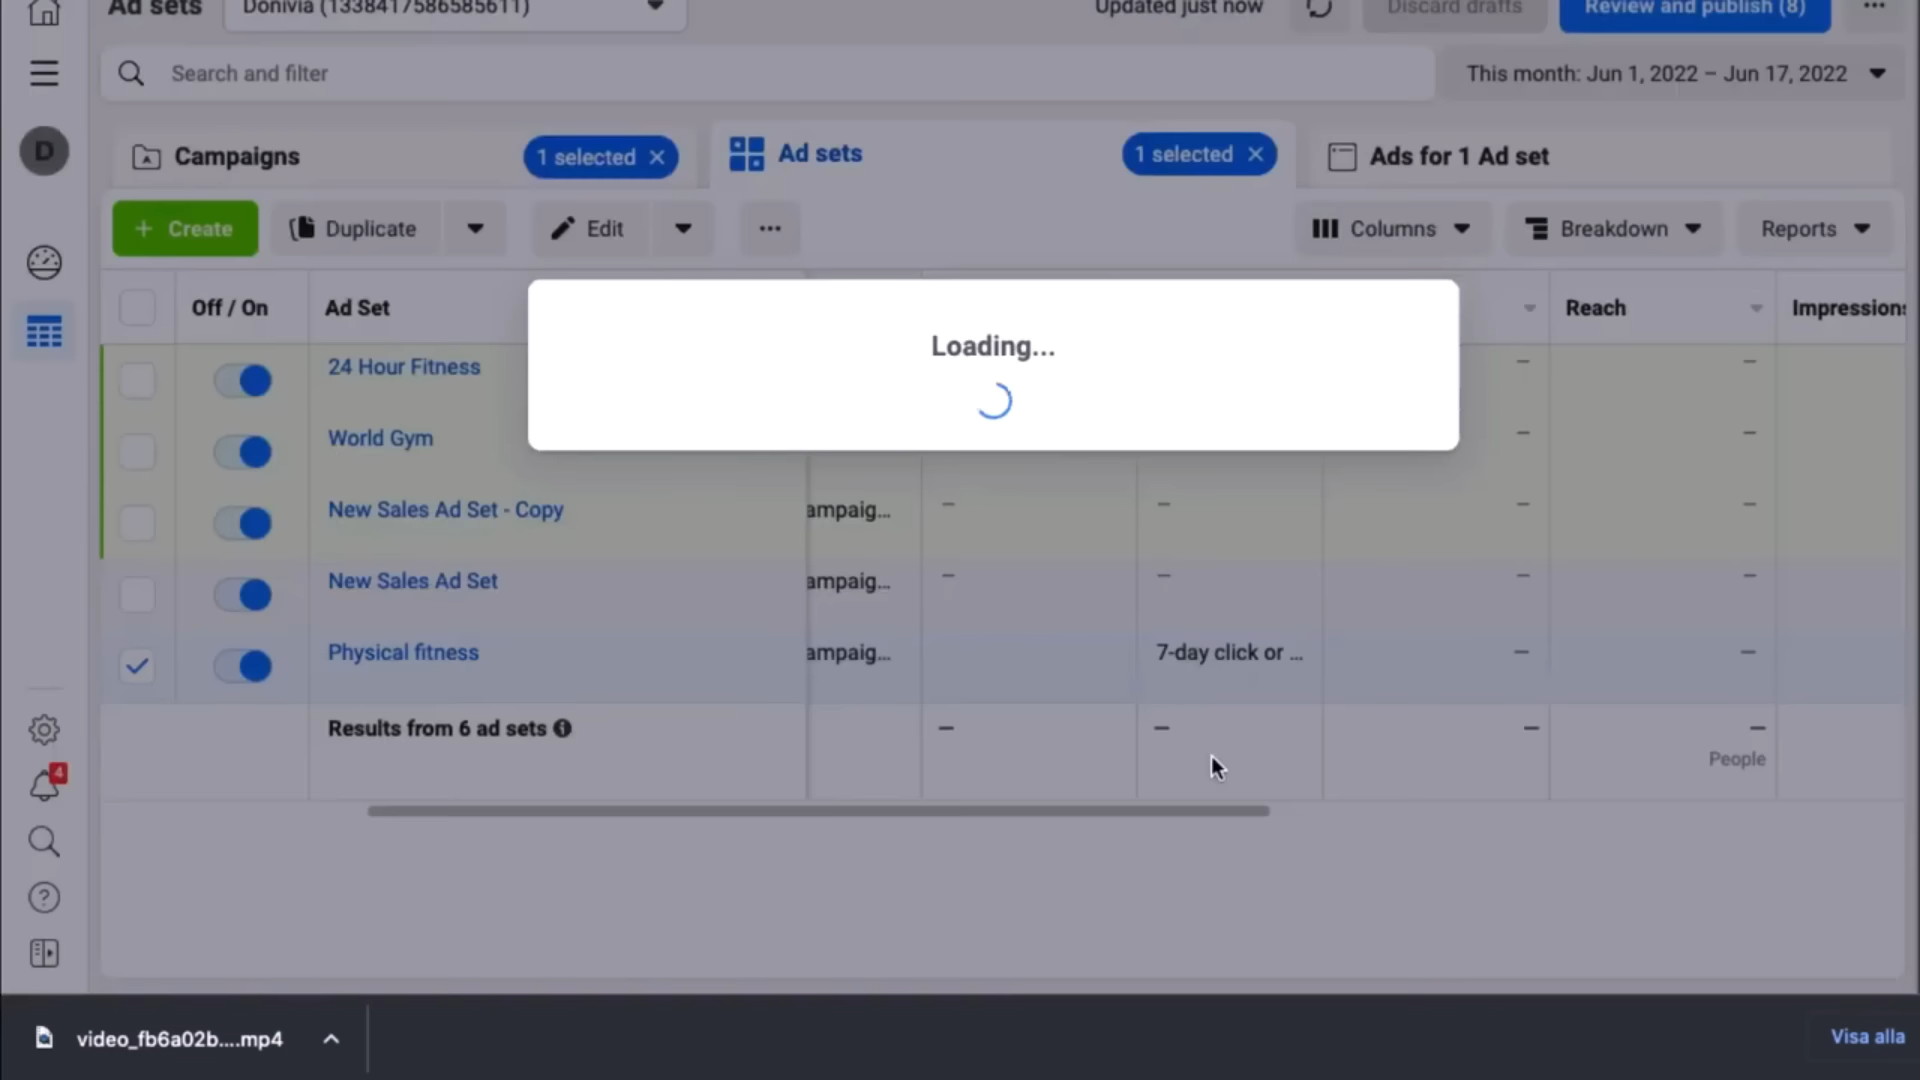 Ad sets
Donivia (1338417586585611)
Updated just now
Discard drafts
Review and publish (8)
Search and filter
This month: Jun 1, 2022 – Jun 17, 2022
D
Campaigns
1 selected ×
Ad sets
1 selected ×
Ads for 1 Ad set
+ Create
Duplicate
Edit
...
Columns
Breakdown
Reports
Off / On
Ad Set
Reach
Impressions
Loading...
24 Hour Fitness
–
–
World Gym
–
–
New Sales Ad Set - Copy
ampaig...
–
–
–
–
New Sales Ad Set
ampaig...
–
–
–
–
Physical fitness
ampaig...
7-day click or ...
–
–
Results from 6 ad sets
–
–
–
–
People
4
video_fb6a02b....mp4
Visa alla